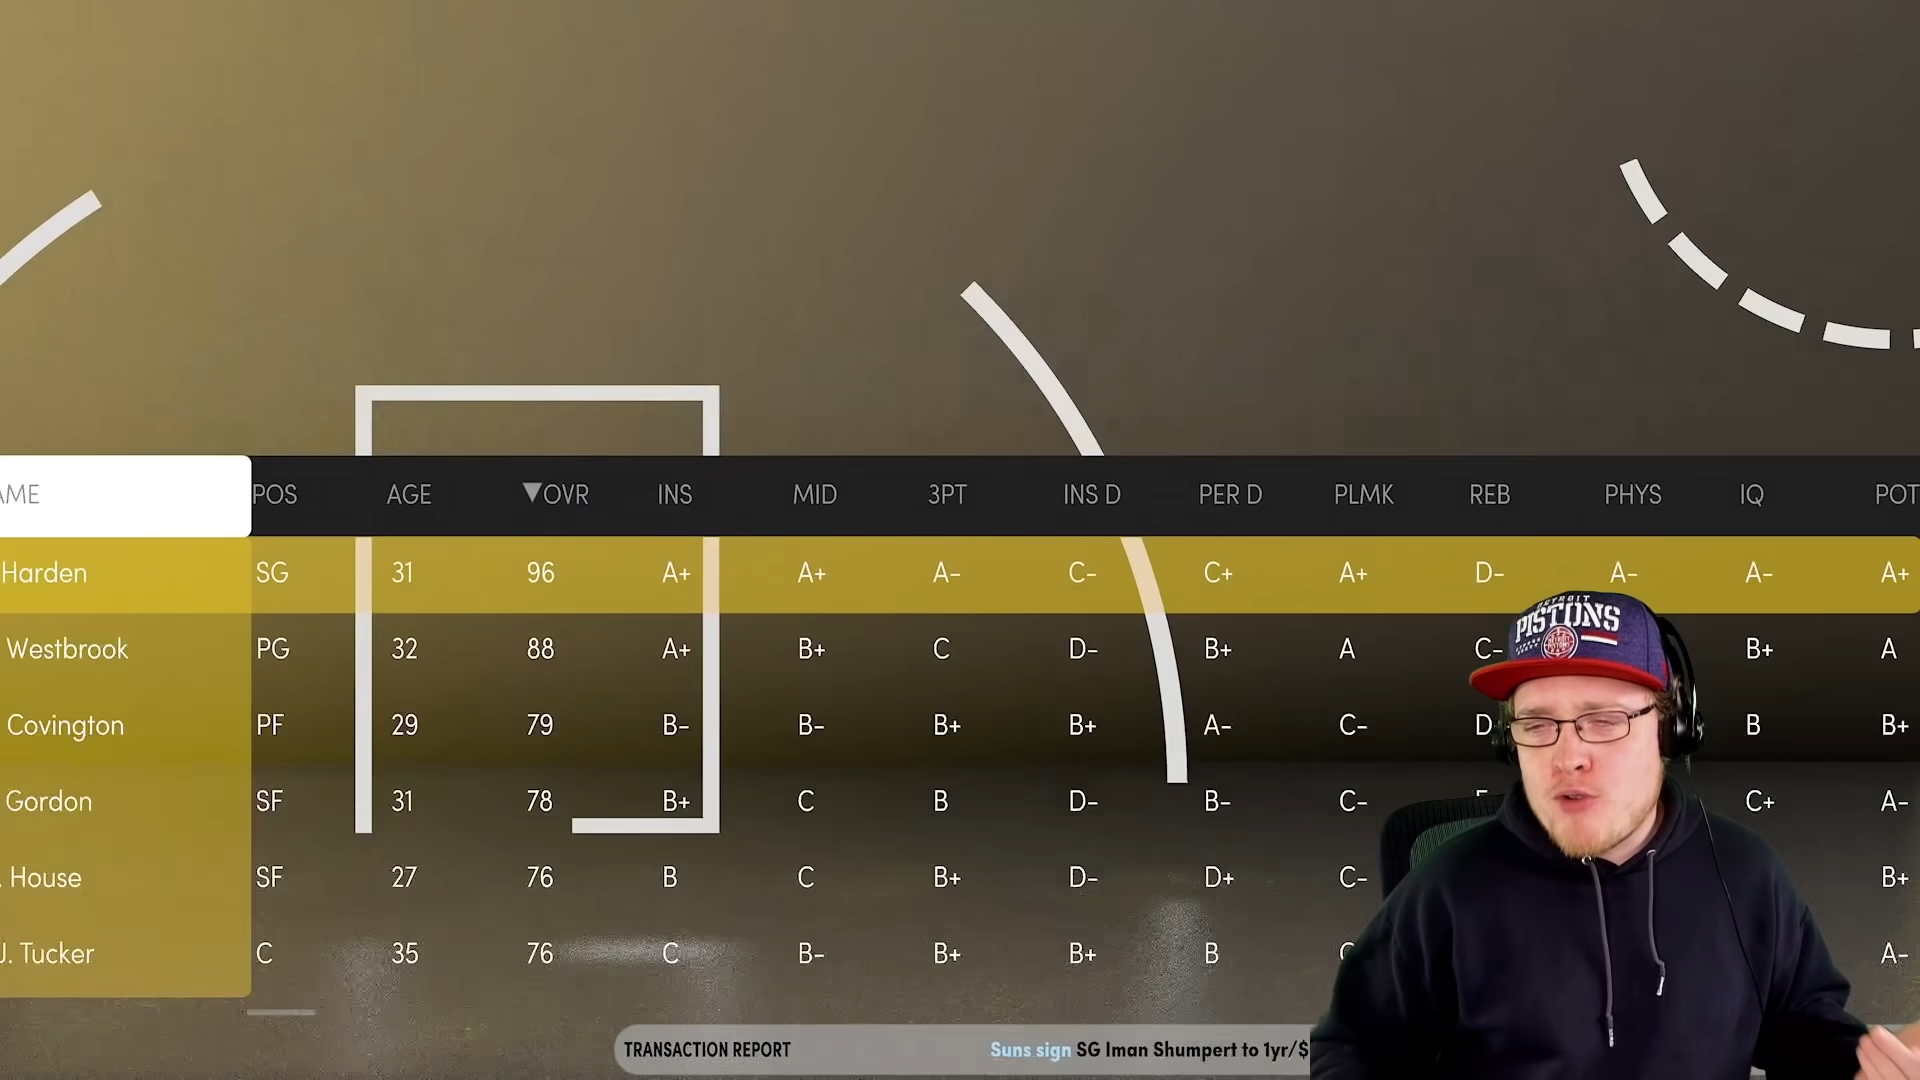 AME POS AGE ▼OVR INS MID 3PT INS D PER D PLMK REB PHYS IQ POT
Harden SG 31 96 A+ A+ A- C- C+ A+ D- A- A- A+
Westbrook PG 32 88 A+ B+ C D- B+ A C- B+ A
Covington PF 29 79 B- B- B+ B+ A- C- D B B+
Gordon SF 31 78 B+ C B D- B- C- C+ A-
House SF 27 76 B C B+ D- D+ C- B+
J. Tucker C 35 76 C B- B+ B+ B A-
DETROIT
PISTONS
TRANSACTION REPORT Suns sign SG Iman Shumpert to 1yr/$